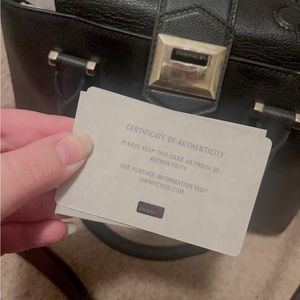 CERTIFICATE OF AUTHENTICITY
PLEASE KEEP THIS CARD AS PROOF OF
AUTHENTICITY
FOR FURTHER INFORMATION VISIT
JIMMYCHOO.COM